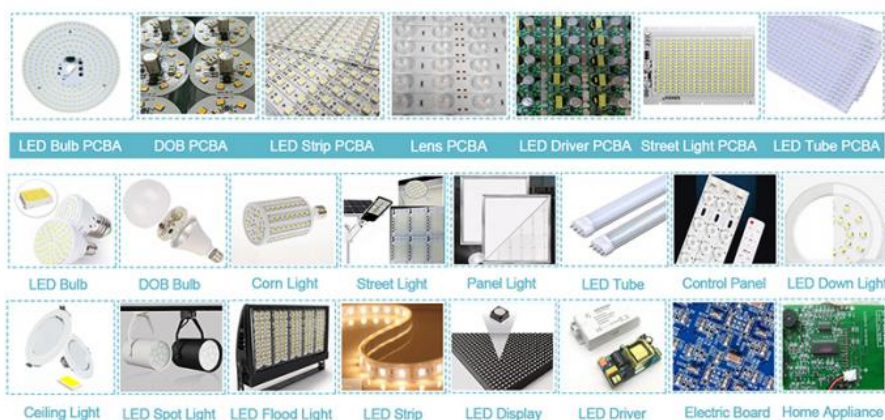 LED Bulb PCBA DOB PCBA LED Strip PCBA Lens PCBA LED Driver PCBA Street Light PCBA LED Tube PCBA
LED Bulb DOB Bulb Corn Light Street Light Panel Light LED Tube Control Panel LED Down Light
Ceiling Light LED Spot Light LED Flood Light LED Strip LED Display LED Driver Electric Board Home Appliance